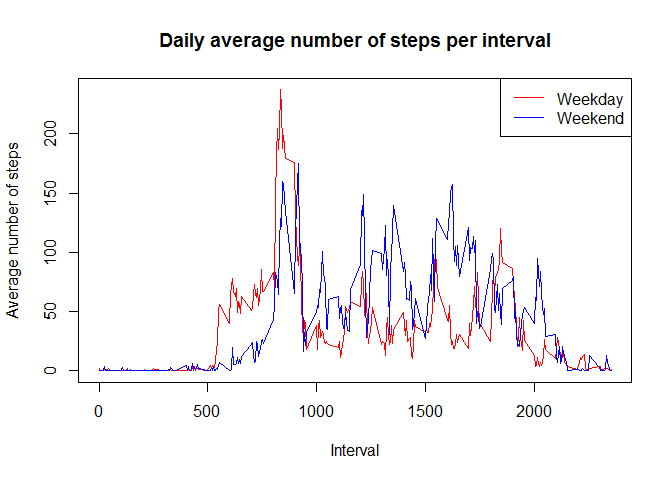 Daily average number of steps per interval
Weekday
Weekend
Average number of steps
200
150
100
50
0
0
500
1000
1500
2000
Interval